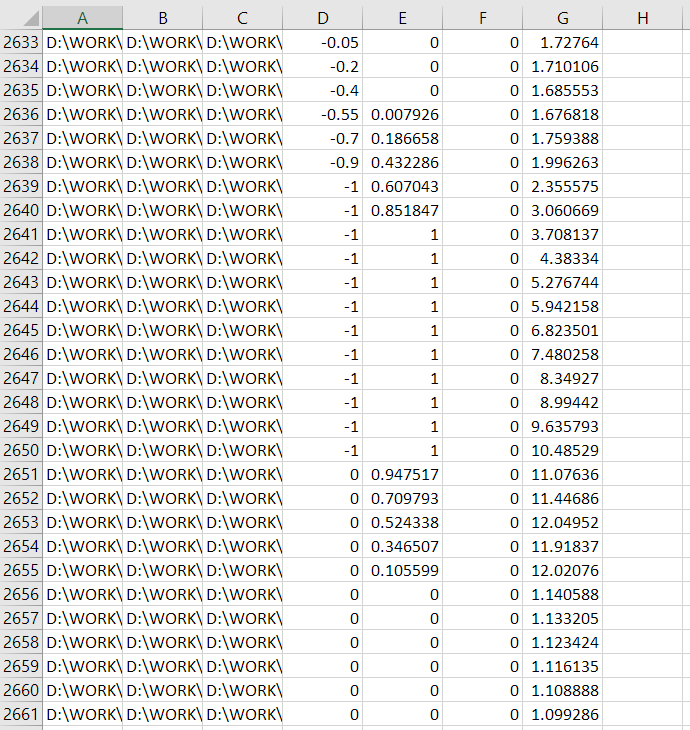 A B C D E F G H
2633 D:\WORK\ D:\WORK\ D:\WORK\ -0.05 0 0 1.72764
2634 D:\WORK\ D:\WORK\ D:\WORK\ -0.2 0 0 1.710106
2635 D:\WORK\ D:\WORK\ D:\WORK\ -0.4 0 0 1.685553
2636 D:\WORK\ D:\WORK\ D:\WORK\ -0.55 0.007926 0 1.676818
2637 D:\WORK\ D:\WORK\ D:\WORK\ -0.7 0.186658 0 1.759388
2638 D:\WORK\ D:\WORK\ D:\WORK\ -0.9 0.432286 0 1.996263
2639 D:\WORK\ D:\WORK\ D:\WORK\ -1 0.607043 0 2.355575
2640 D:\WORK\ D:\WORK\ D:\WORK\ -1 0.851847 0 3.060669
2641 D:\WORK\ D:\WORK\ D:\WORK\ -1 1 0 3.708137
2642 D:\WORK\ D:\WORK\ D:\WORK\ -1 1 0 4.38334
2643 D:\WORK\ D:\WORK\ D:\WORK\ -1 1 0 5.276744
2644 D:\WORK\ D:\WORK\ D:\WORK\ -1 1 0 5.942158
2645 D:\WORK\ D:\WORK\ D:\WORK\ -1 1 0 6.823501
2646 D:\WORK\ D:\WORK\ D:\WORK\ -1 1 0 7.480258
2647 D:\WORK\ D:\WORK\ D:\WORK\ -1 1 0 8.34927
2648 D:\WORK\ D:\WORK\ D:\WORK\ -1 1 0 8.99442
2649 D:\WORK\ D:\WORK\ D:\WORK\ -1 1 0 9.635793
2650 D:\WORK\ D:\WORK\ D:\WORK\ -1 1 0 10.48529
2651 D:\WORK\ D:\WORK\ D:\WORK\ 0 0.947517 0 11.07636
2652 D:\WORK\ D:\WORK\ D:\WORK\ 0 0.709793 0 11.44686
2653 D:\WORK\ D:\WORK\ D:\WORK\ 0 0.524338 0 12.04952
2654 D:\WORK\ D:\WORK\ D:\WORK\ 0 0.346507 0 11.91837
2655 D:\WORK\ D:\WORK\ D:\WORK\ 0 0.105599 0 12.02076
2656 D:\WORK\ D:\WORK\ D:\WORK\ 0 0 0 1.140588
2657 D:\WORK\ D:\WORK\ D:\WORK\ 0 0 0 1.133205
2658 D:\WORK\ D:\WORK\ D:\WORK\ 0 0 0 1.123424
2659 D:\WORK\ D:\WORK\ D:\WORK\ 0 0 0 1.116135
2660 D:\WORK\ D:\WORK\ D:\WORK\ 0 0 0 1.108888
2661 D:\WORK\ D:\WORK\ D:\WORK\ 0 0 0 1.099286